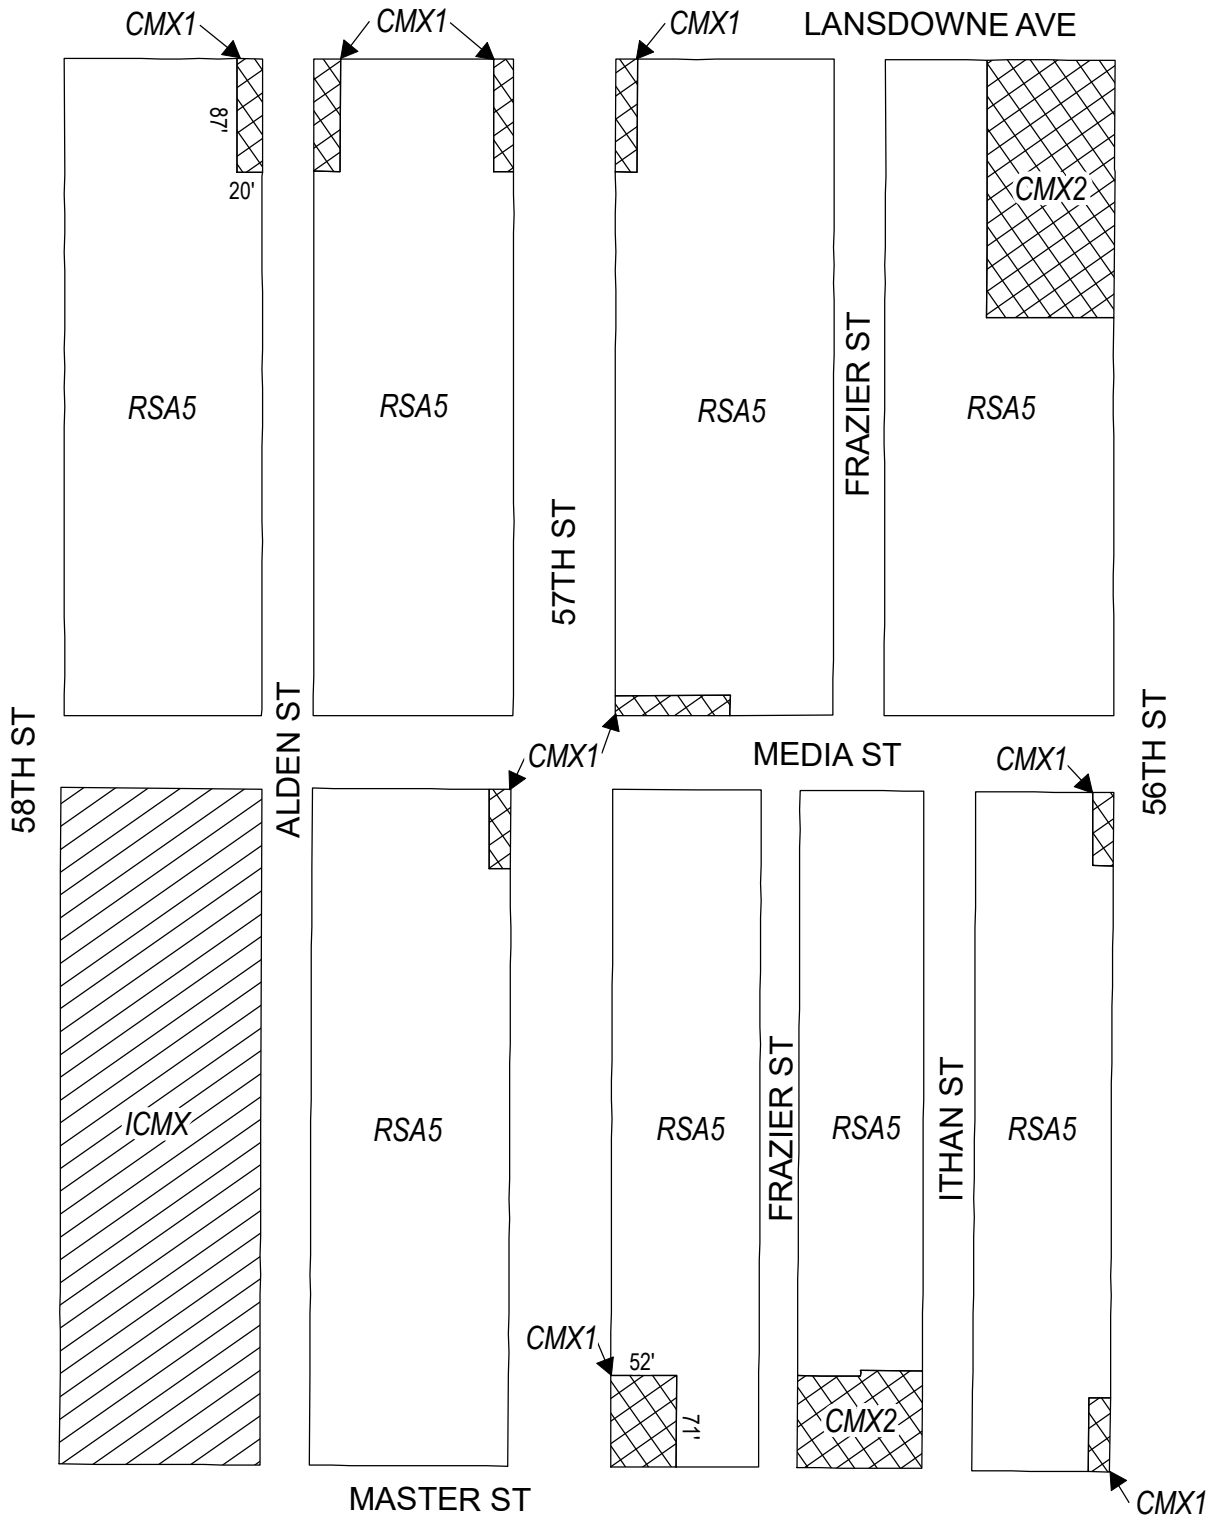 CMX1
CMX1
CMX1
LANSDOWNE AVE
87'
20'
CMX2
RSA5
RSA5
RSA5
RSA5
FRAZIER ST
57TH ST
58TH ST
ALDEN ST
CMX1
MEDIA ST
CMX1
56TH ST
ICMX
RSA5
RSA5
FRAZIER ST
RSA5
ITHAN ST
RSA5
CMX1
52'
71'
CMX2
MASTER ST
CMX1